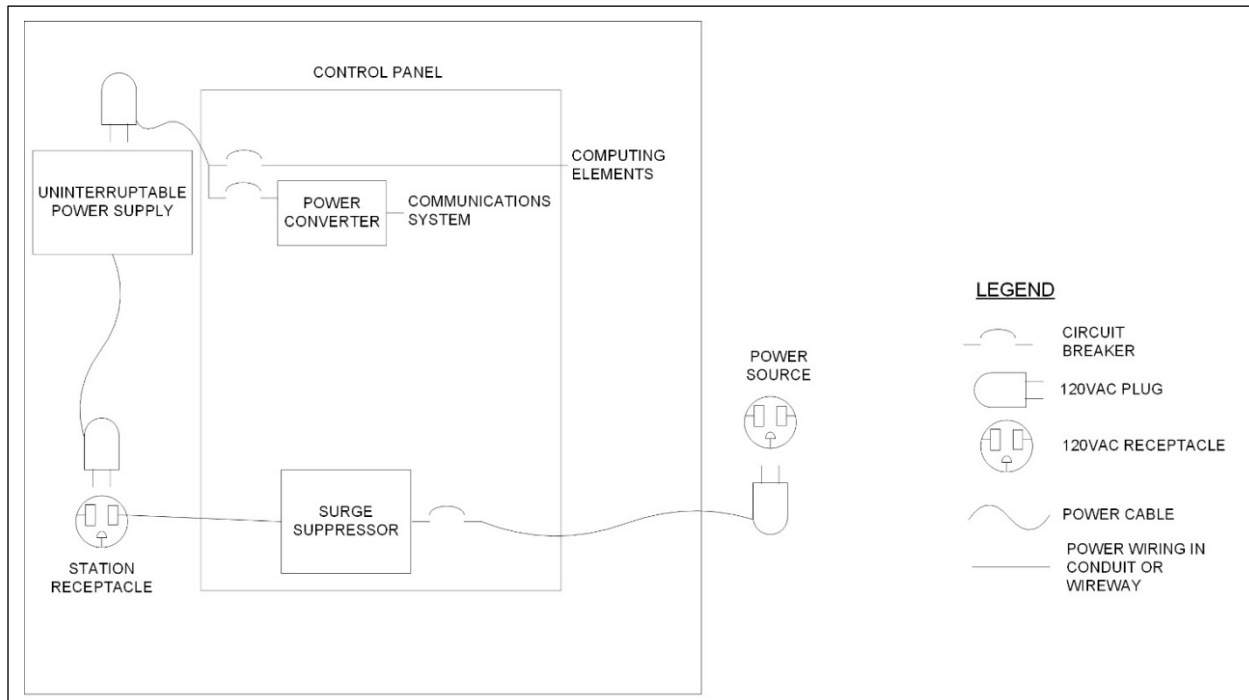 CONTROL PANEL
UNINTERRUPTABLE
POWER SUPPLY
COMPUTING
ELEMENTS
POWER
CONVERTER
COMMUNICATIONS
SYSTEM
POWER
SOURCE
SURGE
SUPPRESSOR
STATION
RECEPTACLE
LEGEND
CIRCUIT
BREAKER
120VAC PLUG
120VAC RECEPTACLE
POWER CABLE
POWER WIRING IN
CONDUIT OR
WIREWAY